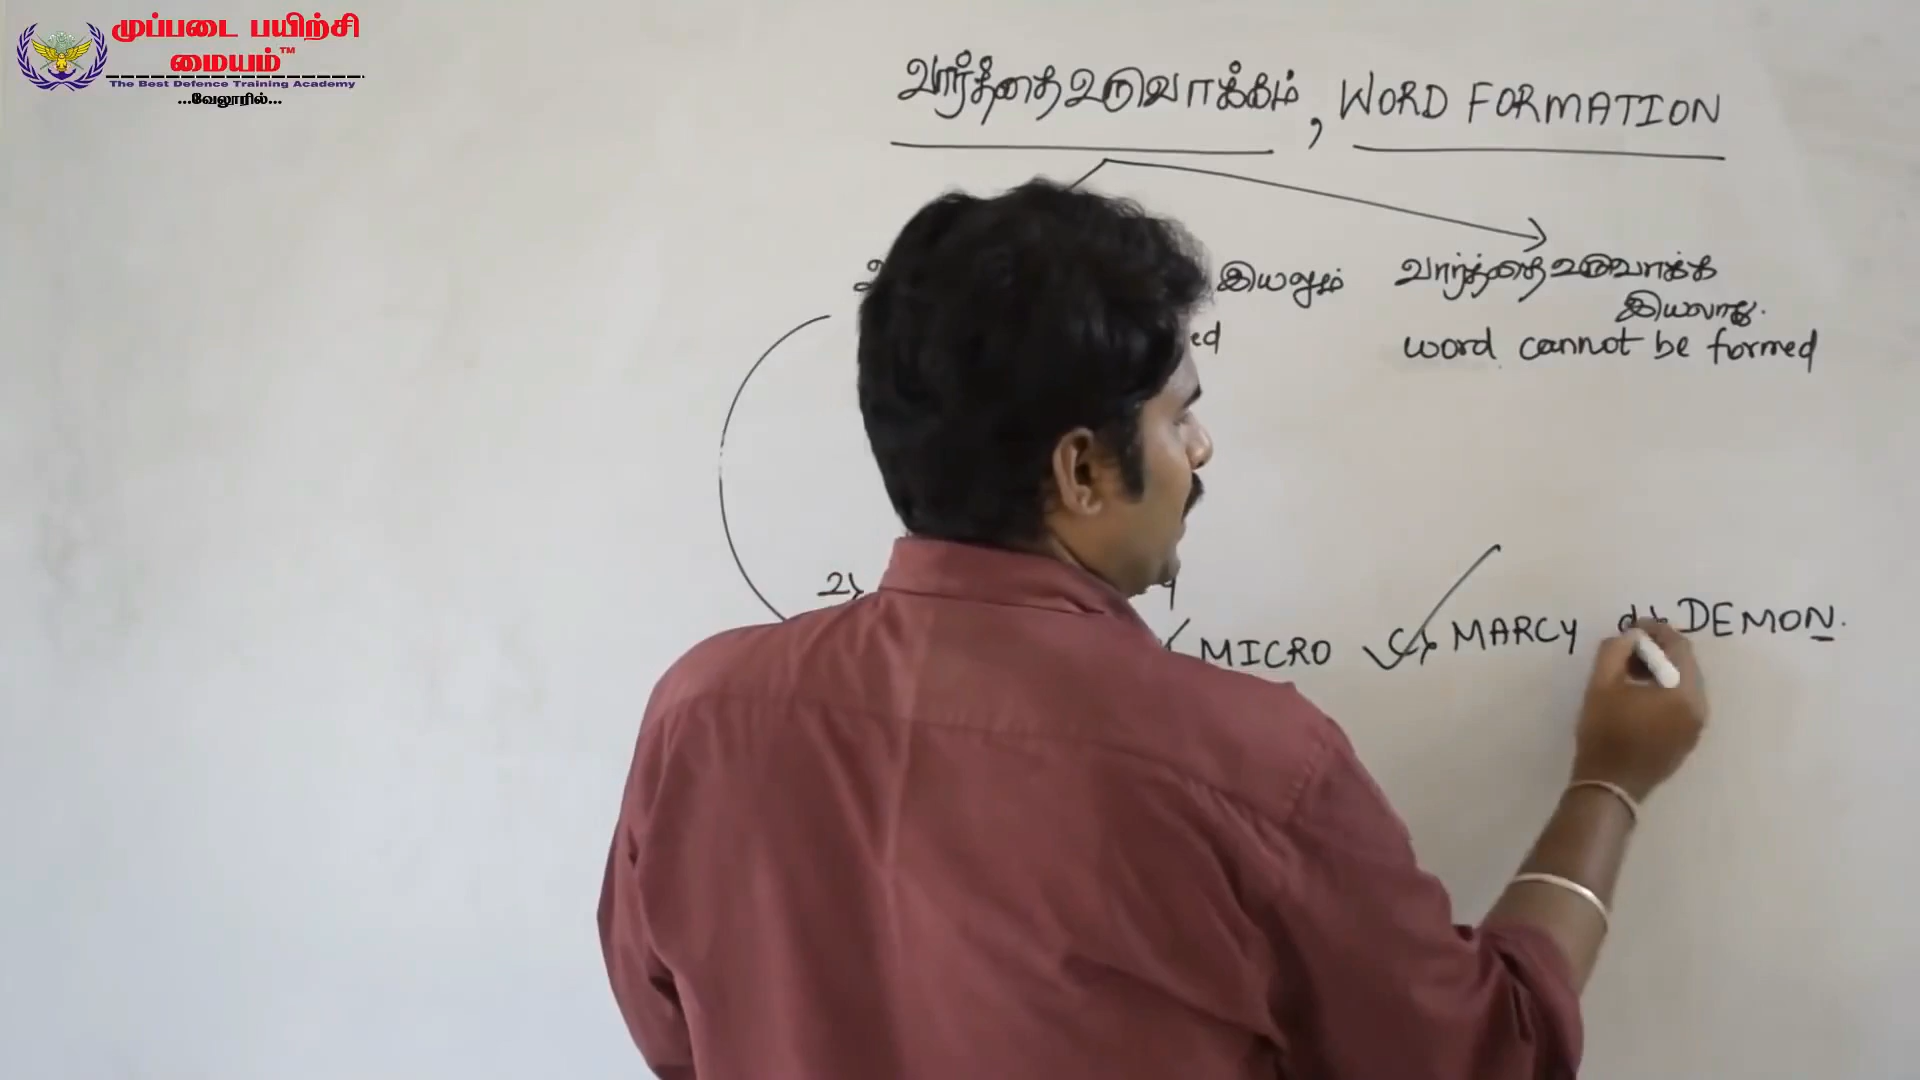 முப்படை பயிற்சி
மையம்™
The Best Defence Training Academy
...வேலூரில்...
வார்த்தை உருவாக்கம் , WORD FORMATION
இயலும்
வார்த்தை உருவாக்க
இயலாது.
ed
word cannot be formed
2)
MICRO c) MARCY d) DEMON.